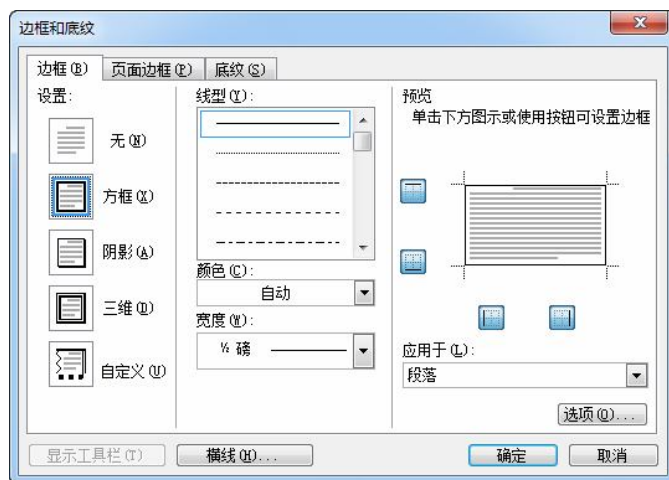 边框和底纹
边框(B) 页面边框(P) 底纹(S)
设置:
无(N)
方框(X)
阴影(A)
三维(D)
自定义(U)
线型(Y):
颜色(C):
自动
宽度(W):
½ 磅
预览
单击下方图示或使用按钮可设置边框
应用于(L):
段落
选项(O)...
显示工具栏(T) 横线(H)... 确定 取消